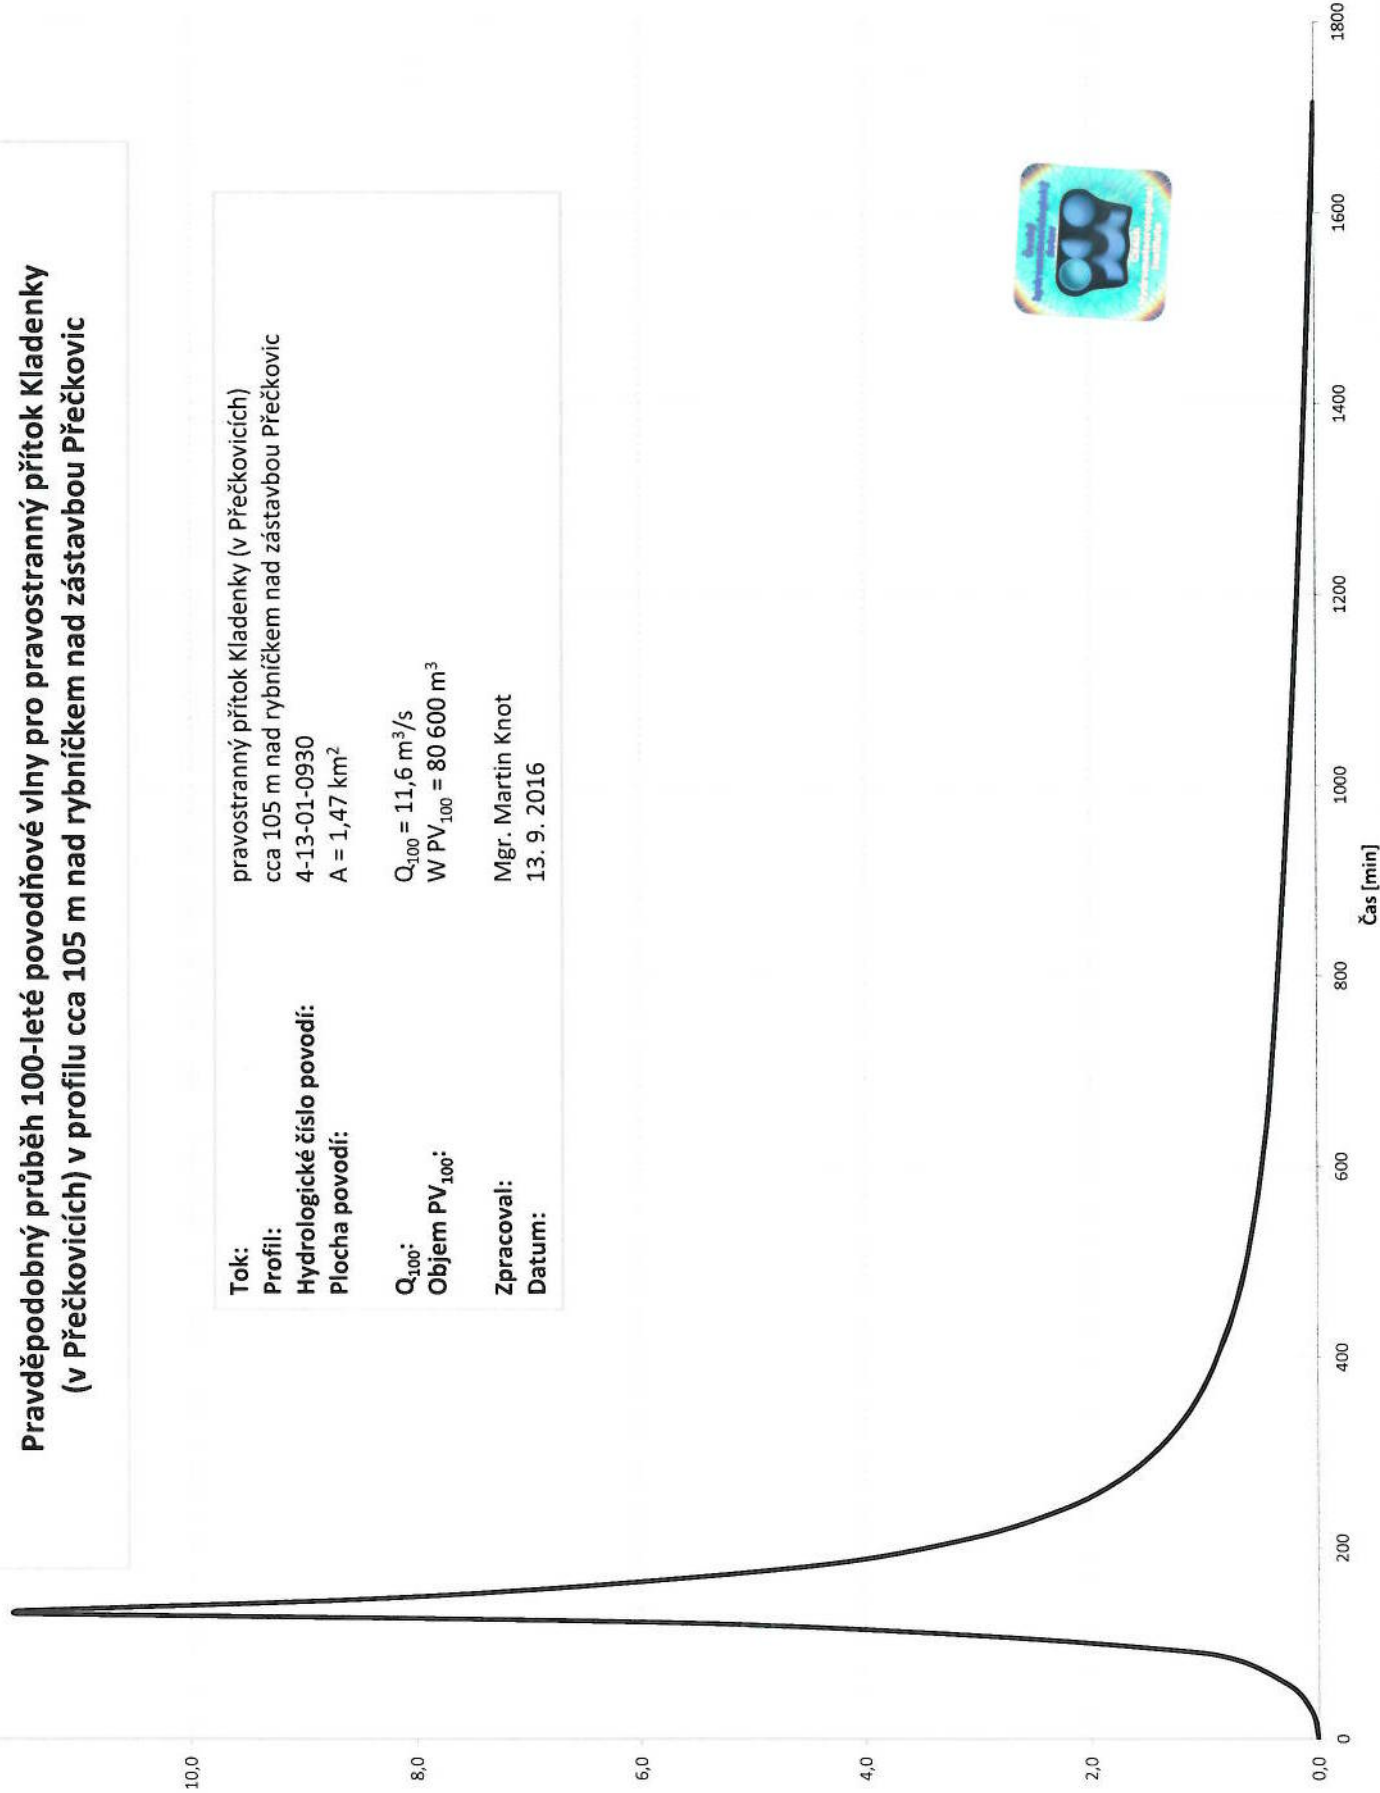 Pravděpodobný průběh 100-leté povodňové vlny pro pravostranný přítok Kladenky
(v Přečkovicích) v profilu cca 105 m nad rybníčkem nad zástavbou Přečkovic
Tok: pravostranný přítok Kladenky (v Přečkovicích)
Profil: cca 105 m nad rybníčkem nad zástavbou Přečkovic
Hydrologické číslo povodí: 4-13-01-0930
Plocha povodí: A = 1,47 km²
Q₁₀₀: Q₁₀₀ = 11,6 m³/s
Objem PV₁₀₀: W PV₁₀₀ = 80 600 m³
Zpracoval: Mgr. Martin Knot
Datum: 13. 9. 2016
10,0
8,0
6,0
4,0
2,0
0,0
0 200 400 600 800 1000 1200 1400 1600 1800
Čas [min]